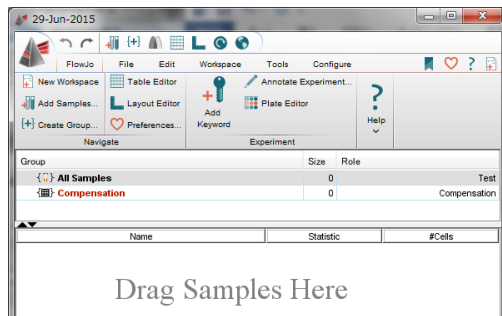 29-Jun-2015
FlowJo File Edit Workspace Tools Configure
New Workspace Table Editor Annotate Experiment...
Add Samples... Layout Editor Plate Editor
{+} Create Group... Preferences... Add Keyword Help
Navigate Experiment
Group Size Role
All Samples 0 Test
Compensation 0 Compensation
Name Statistic #Cells
Drag Samples Here